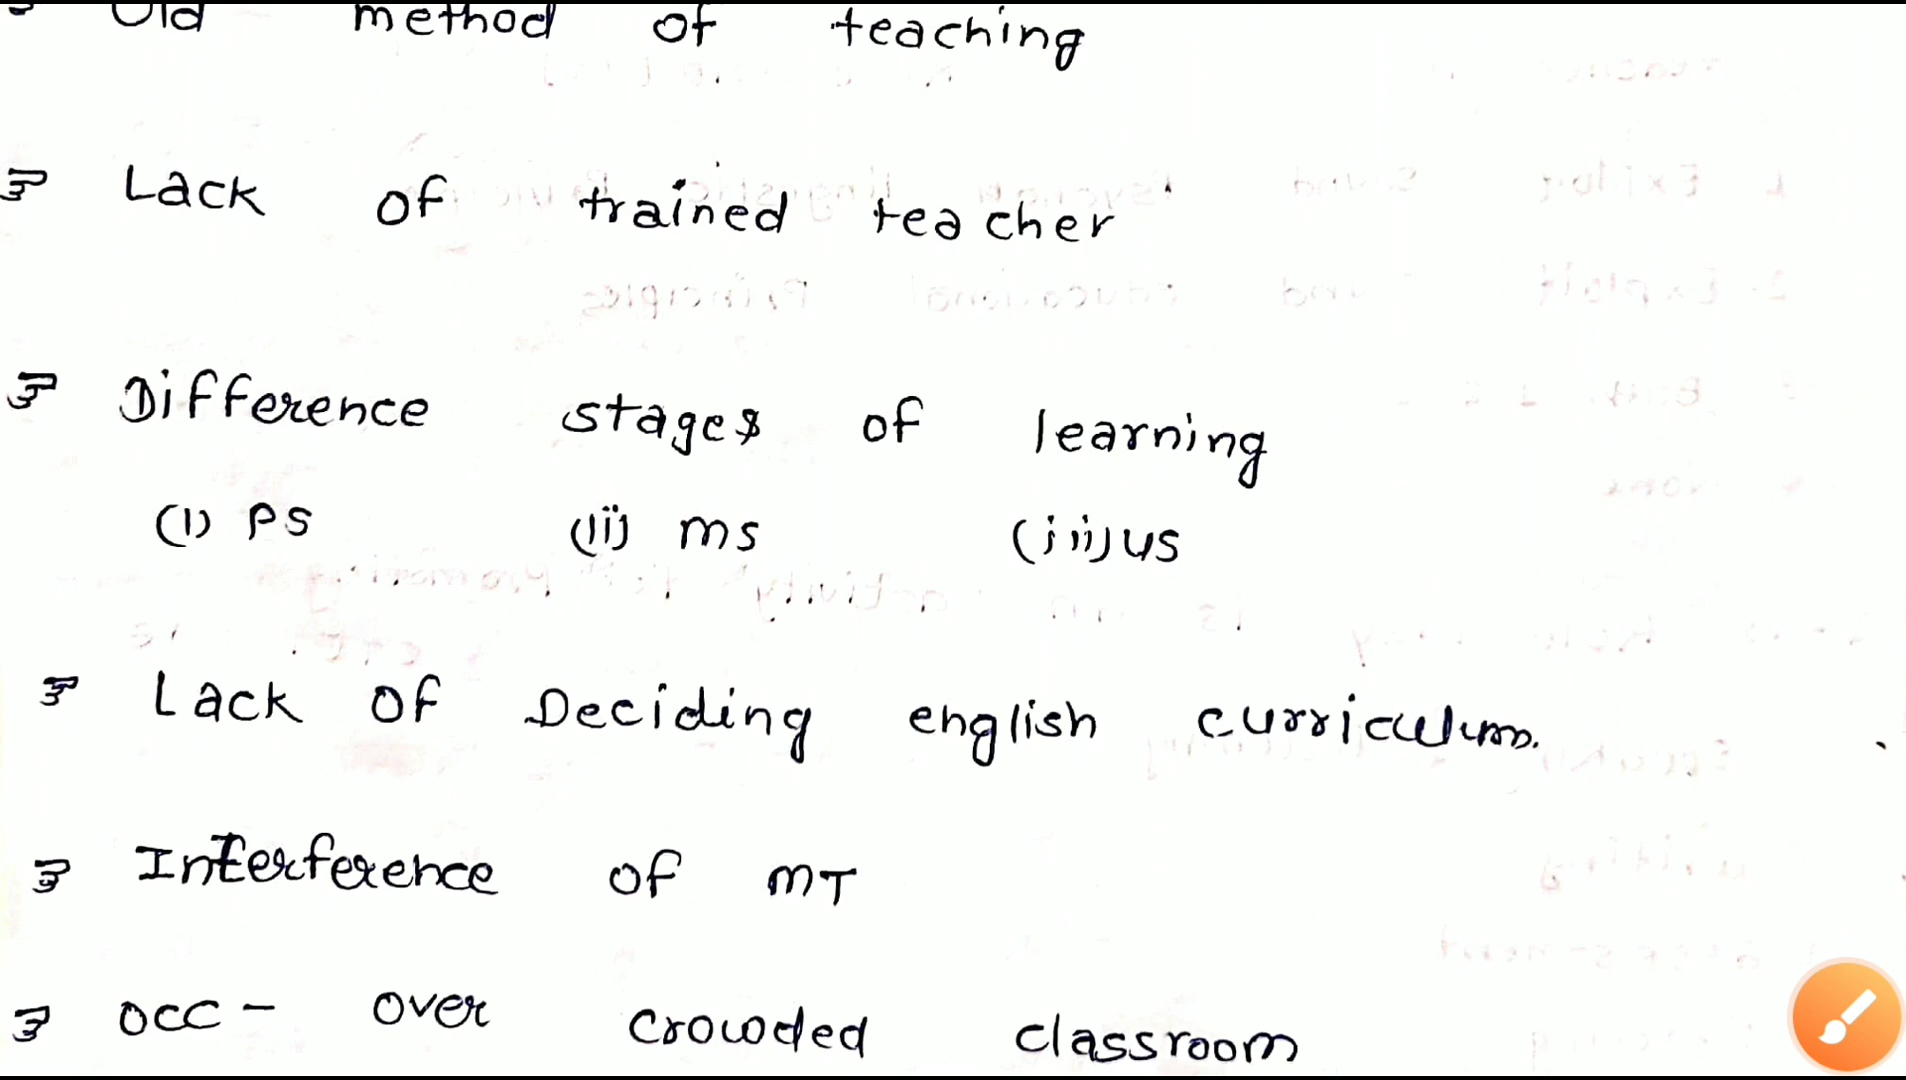 Old method of teaching
Lack of trained teacher
Difference stages of learning
(i) PS (ii) ms (iii) us
Lack of Deciding english curriculum.
Interference of MT
OCC - over crowded classroom